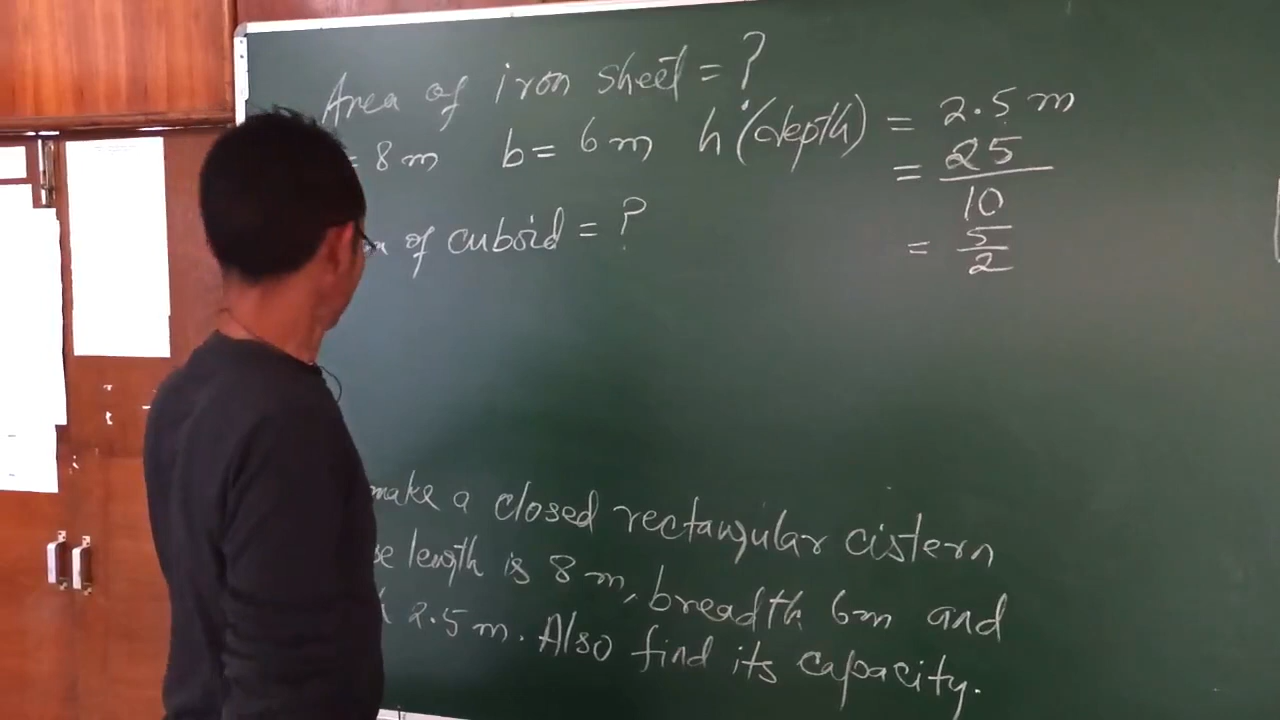 Area of iron sheet = ?
= 8 m b = 6 m h (depth) = 2.5 m
= 25/10
of cuboid = ?
= 5/2
make a closed rectangular cistern
length is 8 m, breadth 6m and
2.5 m. Also find its capacity.